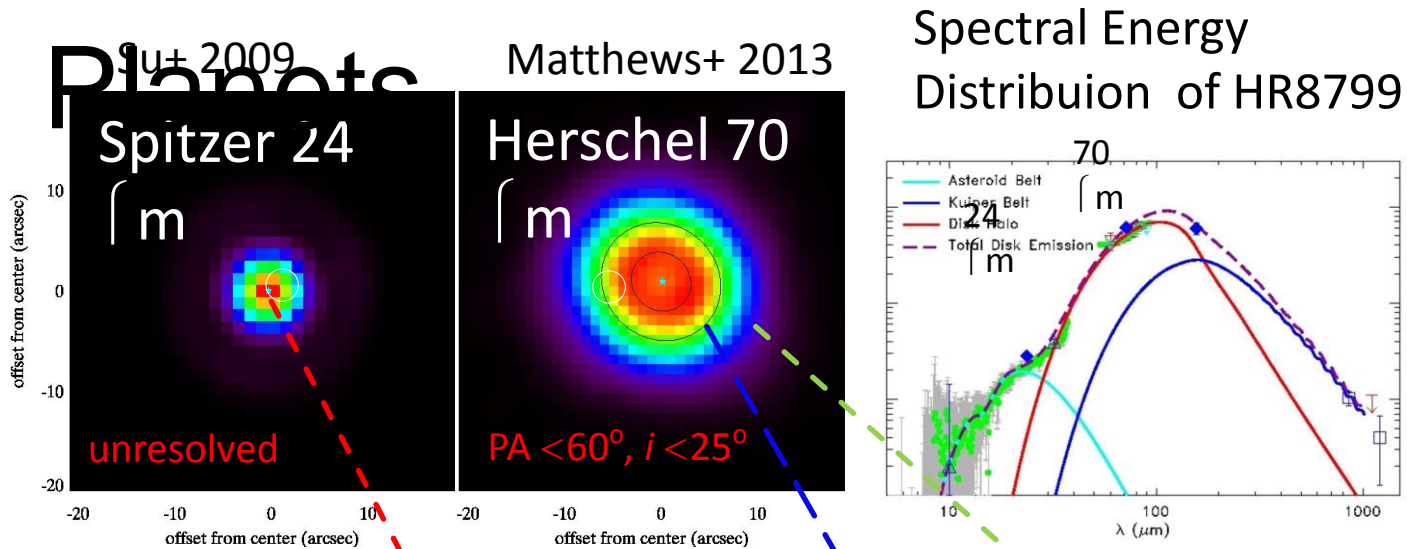 Planets
Su+ 2009
Matthews+ 2013
Spectral Energy
Distribuion of HR8799
Spitzer 24
⌠ m
unresolved
Herschel 70
⌠ m
PA <60o, i <25o
offset from center (arcsec)
10
0
-10
-20
-20 -10 0 10
offset from center (arcsec)
-20 -10 0 10
offset from center (arcsec)
70
⌠ m
24
⌠ m
Asteroid Belt
Kuiper Belt
Disk Halo
Total Disk Emission
10 100 1000
λ (μm)